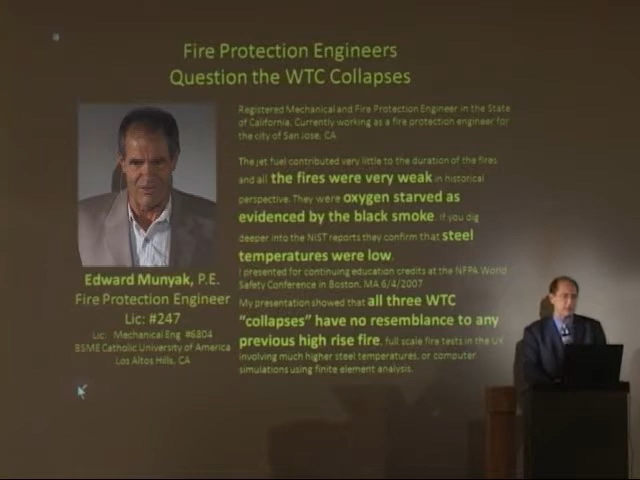 Fire Protection Engineers
Question the WTC Collapses
Registered Mechanical and Fire Protection Engineer in the State
of California. Currently working as a fire protection engineer for
the city of San Jose, CA
The jet fuel contributed very little to the duration of the fires
and all the fires were very weak in historical
perspective. They were oxygen starved as
evidenced by the black smoke. If you dig
deeper into the NIST reports they confirm that steel
temperatures were low.
I presented for continuing education credits at the NFPA World
Safety Conference in Boston, MA 6/4/2007
My presentation showed that all three WTC
"collapses" have no resemblance to any
previous high rise fire, full scale fire tests in the UK
involving much higher steel temperatures, or computer
simulations using finite element analysis.
Edward Munyak, P.E.
Fire Protection Engineer
Lic: #247
Lic: Mechanical Eng #6804
BSME Catholic University of America
Los Altos Hills, CA